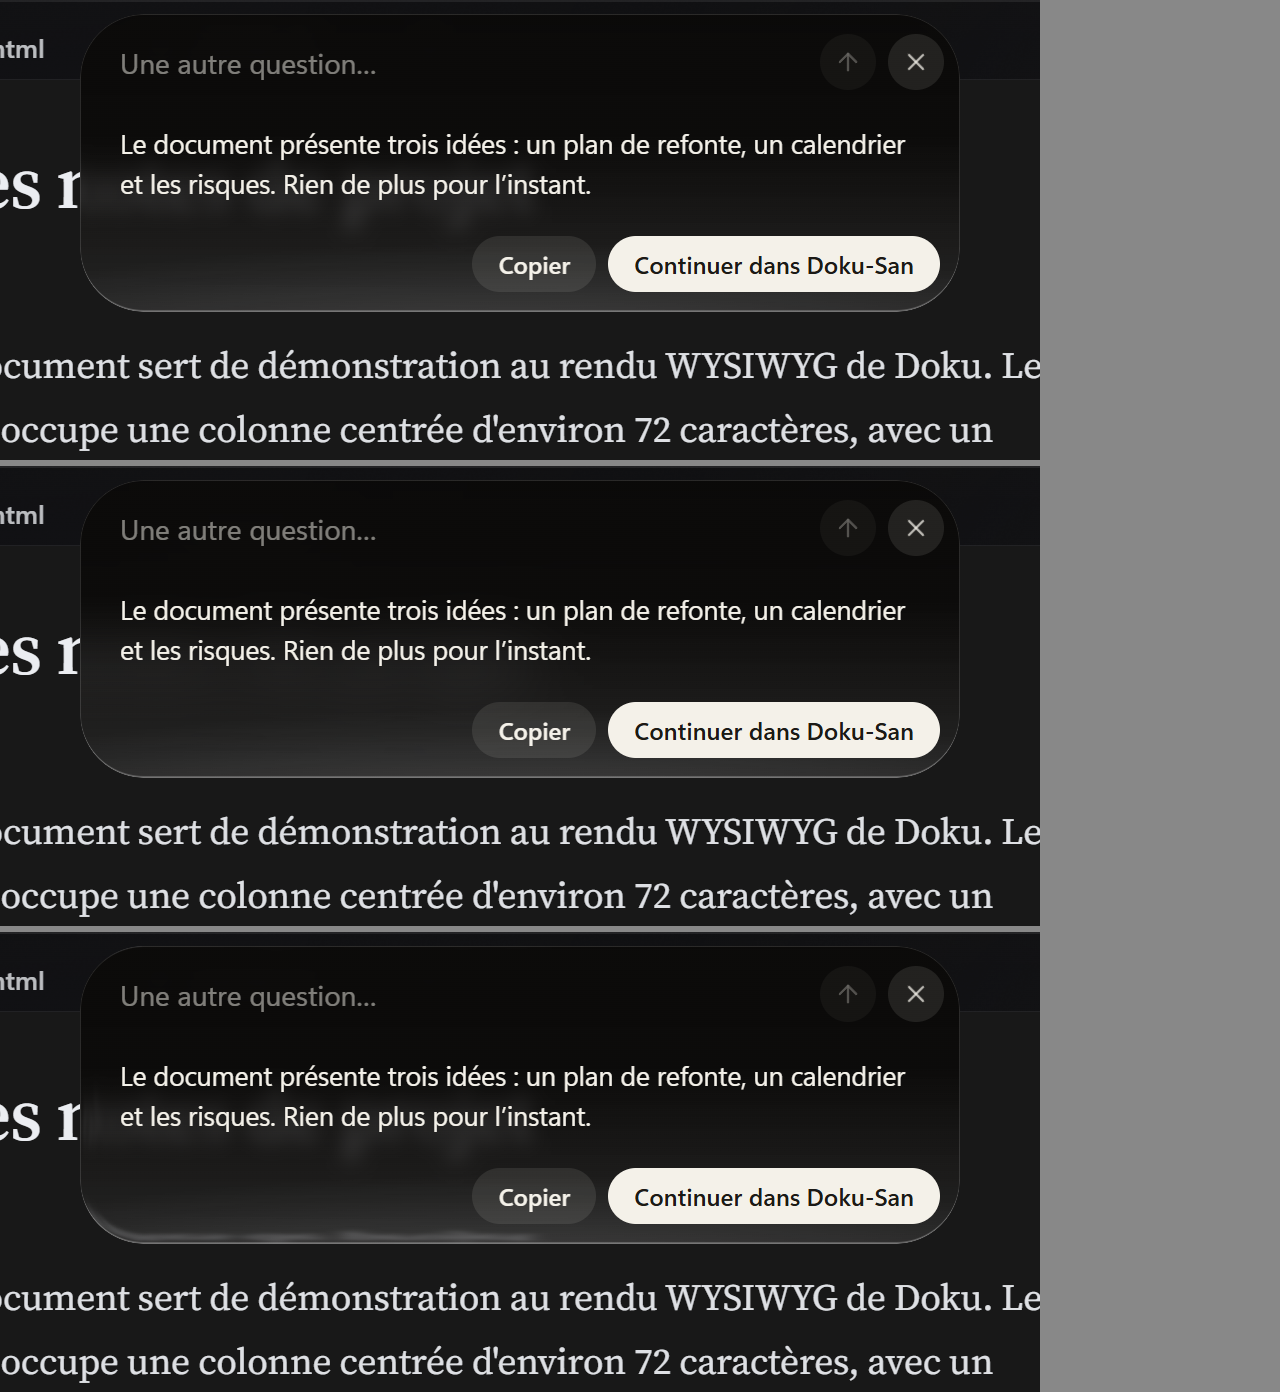 html
Une autre question...
Le document présente trois idées : un plan de refonte, un calendrier
et les risques. Rien de plus pour l’instant.
es
Copier
Continuer dans Doku-San
ocument sert de démonstration au rendu WYSIWYG de Doku. Le
occupe une colonne centrée d'environ 72 caractères, avec un
html
Une autre question...
Le document présente trois idées : un plan de refonte, un calendrier
et les risques. Rien de plus pour l’instant.
es
Copier
Continuer dans Doku-San
ocument sert de démonstration au rendu WYSIWYG de Doku. Le
occupe une colonne centrée d'environ 72 caractères, avec un
html
Une autre question...
Le document présente trois idées : un plan de refonte, un calendrier
et les risques. Rien de plus pour l’instant.
es
Copier
Continuer dans Doku-San
ocument sert de démonstration au rendu WYSIWYG de Doku. Le
occupe une colonne centrée d'environ 72 caractères, avec un